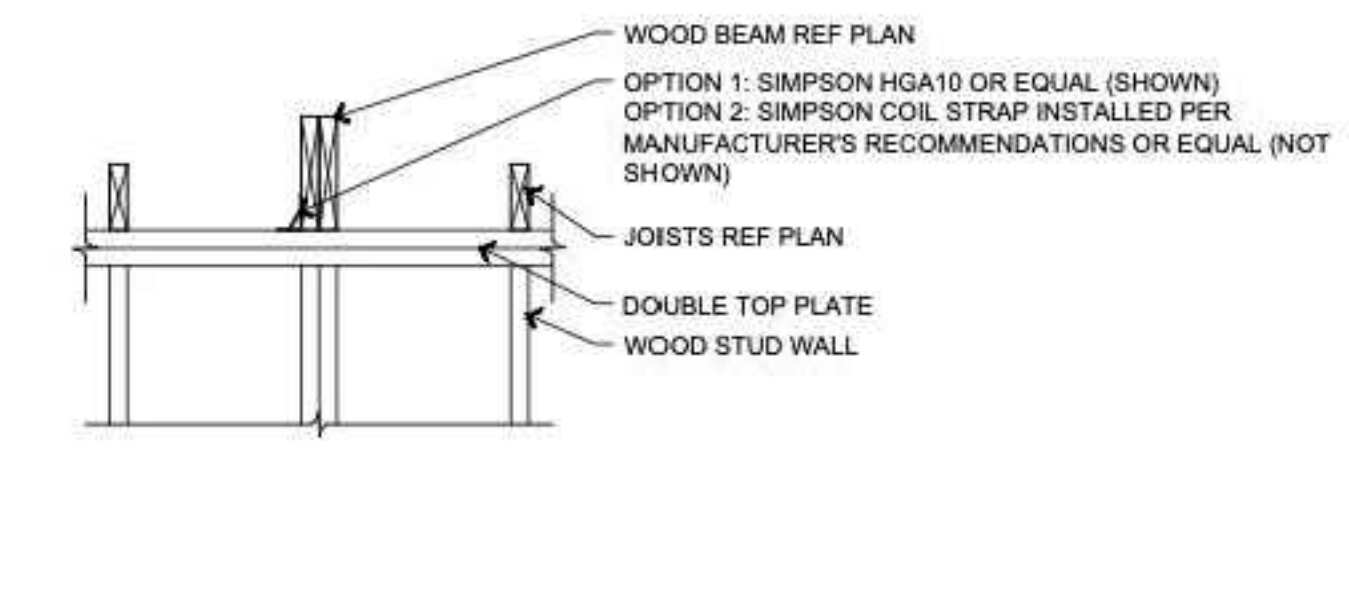 WOOD BEAM REF PLAN
OPTION 1: SIMPSON HGA10 OR EQUAL (SHOWN)
OPTION 2: SIMPSON COIL STRAP INSTALLED PER
MANUFACTURER'S RECOMMENDATIONS OR EQUAL (NOT
SHOWN)
JOISTS REF PLAN
DOUBLE TOP PLATE
WOOD STUD WALL